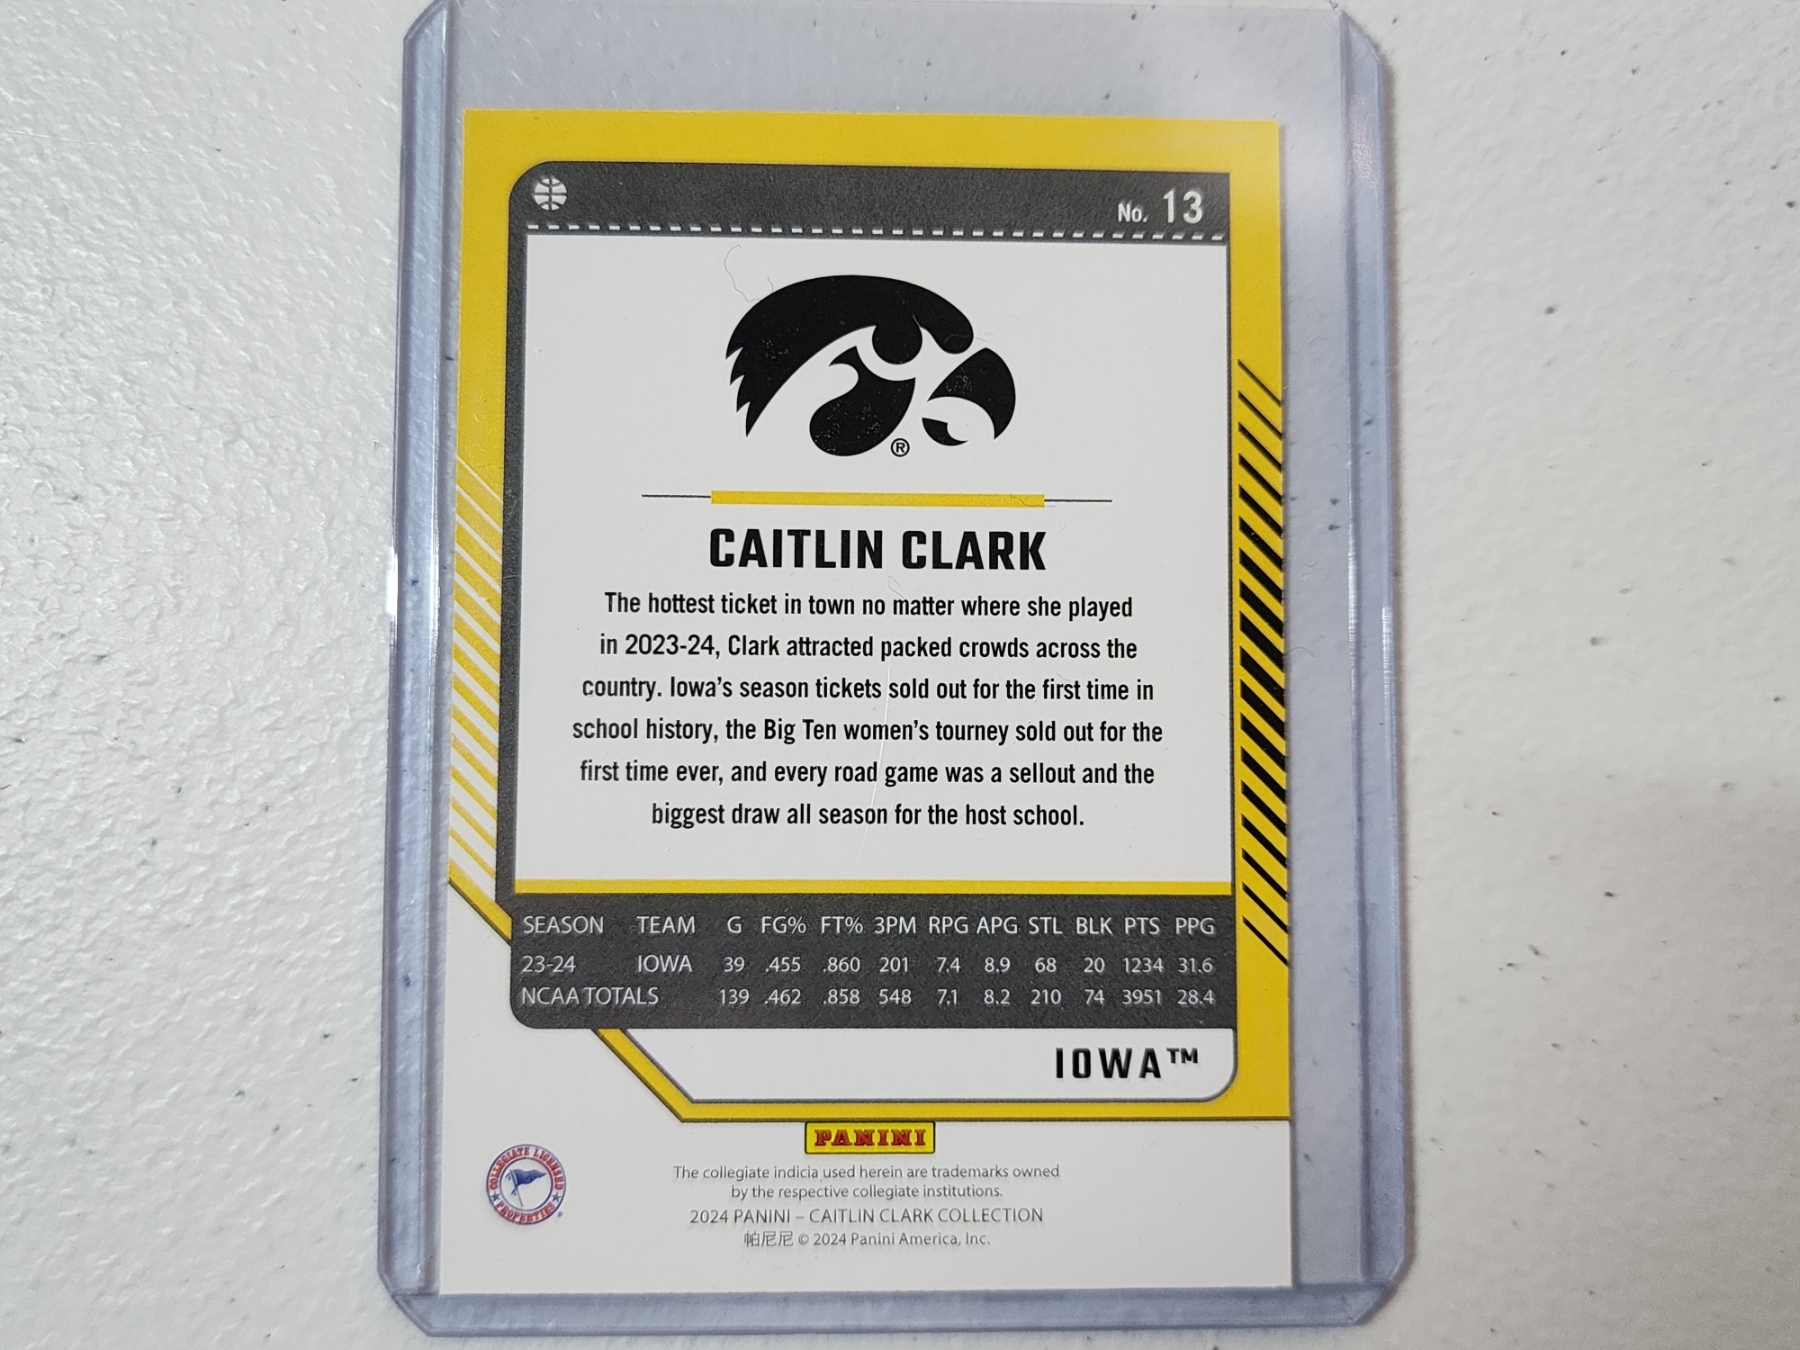 No. 13
®
CAITLIN CLARK
The hottest ticket in town no matter where she played
in 2023-24, Clark attracted packed crowds across the
country. Iowa's season tickets sold out for the first time in
school history, the Big Ten women's tourney sold out for the
first time ever, and every road game was a sellout and the
biggest draw all season for the host school.
SEASON TEAM G FG% FT% 3PM RPG APG STL BLK PTS PPG
23-24 IOWA 39 .455 .860 201 7.4 8.9 68 20 1234 31.6
NCAA TOTALS 139 .462 .858 548 7.1 8.2 210 74 3951 28.4
IOWA™
PANINI
COLLEGIATE LICENSED PROPERTIES
The collegiate indicia used herein are trademarks owned
by the respective collegiate institutions.
2024 PANINI – CAITLIN CLARK COLLECTION
帕尼尼 © 2024 Panini America, Inc.